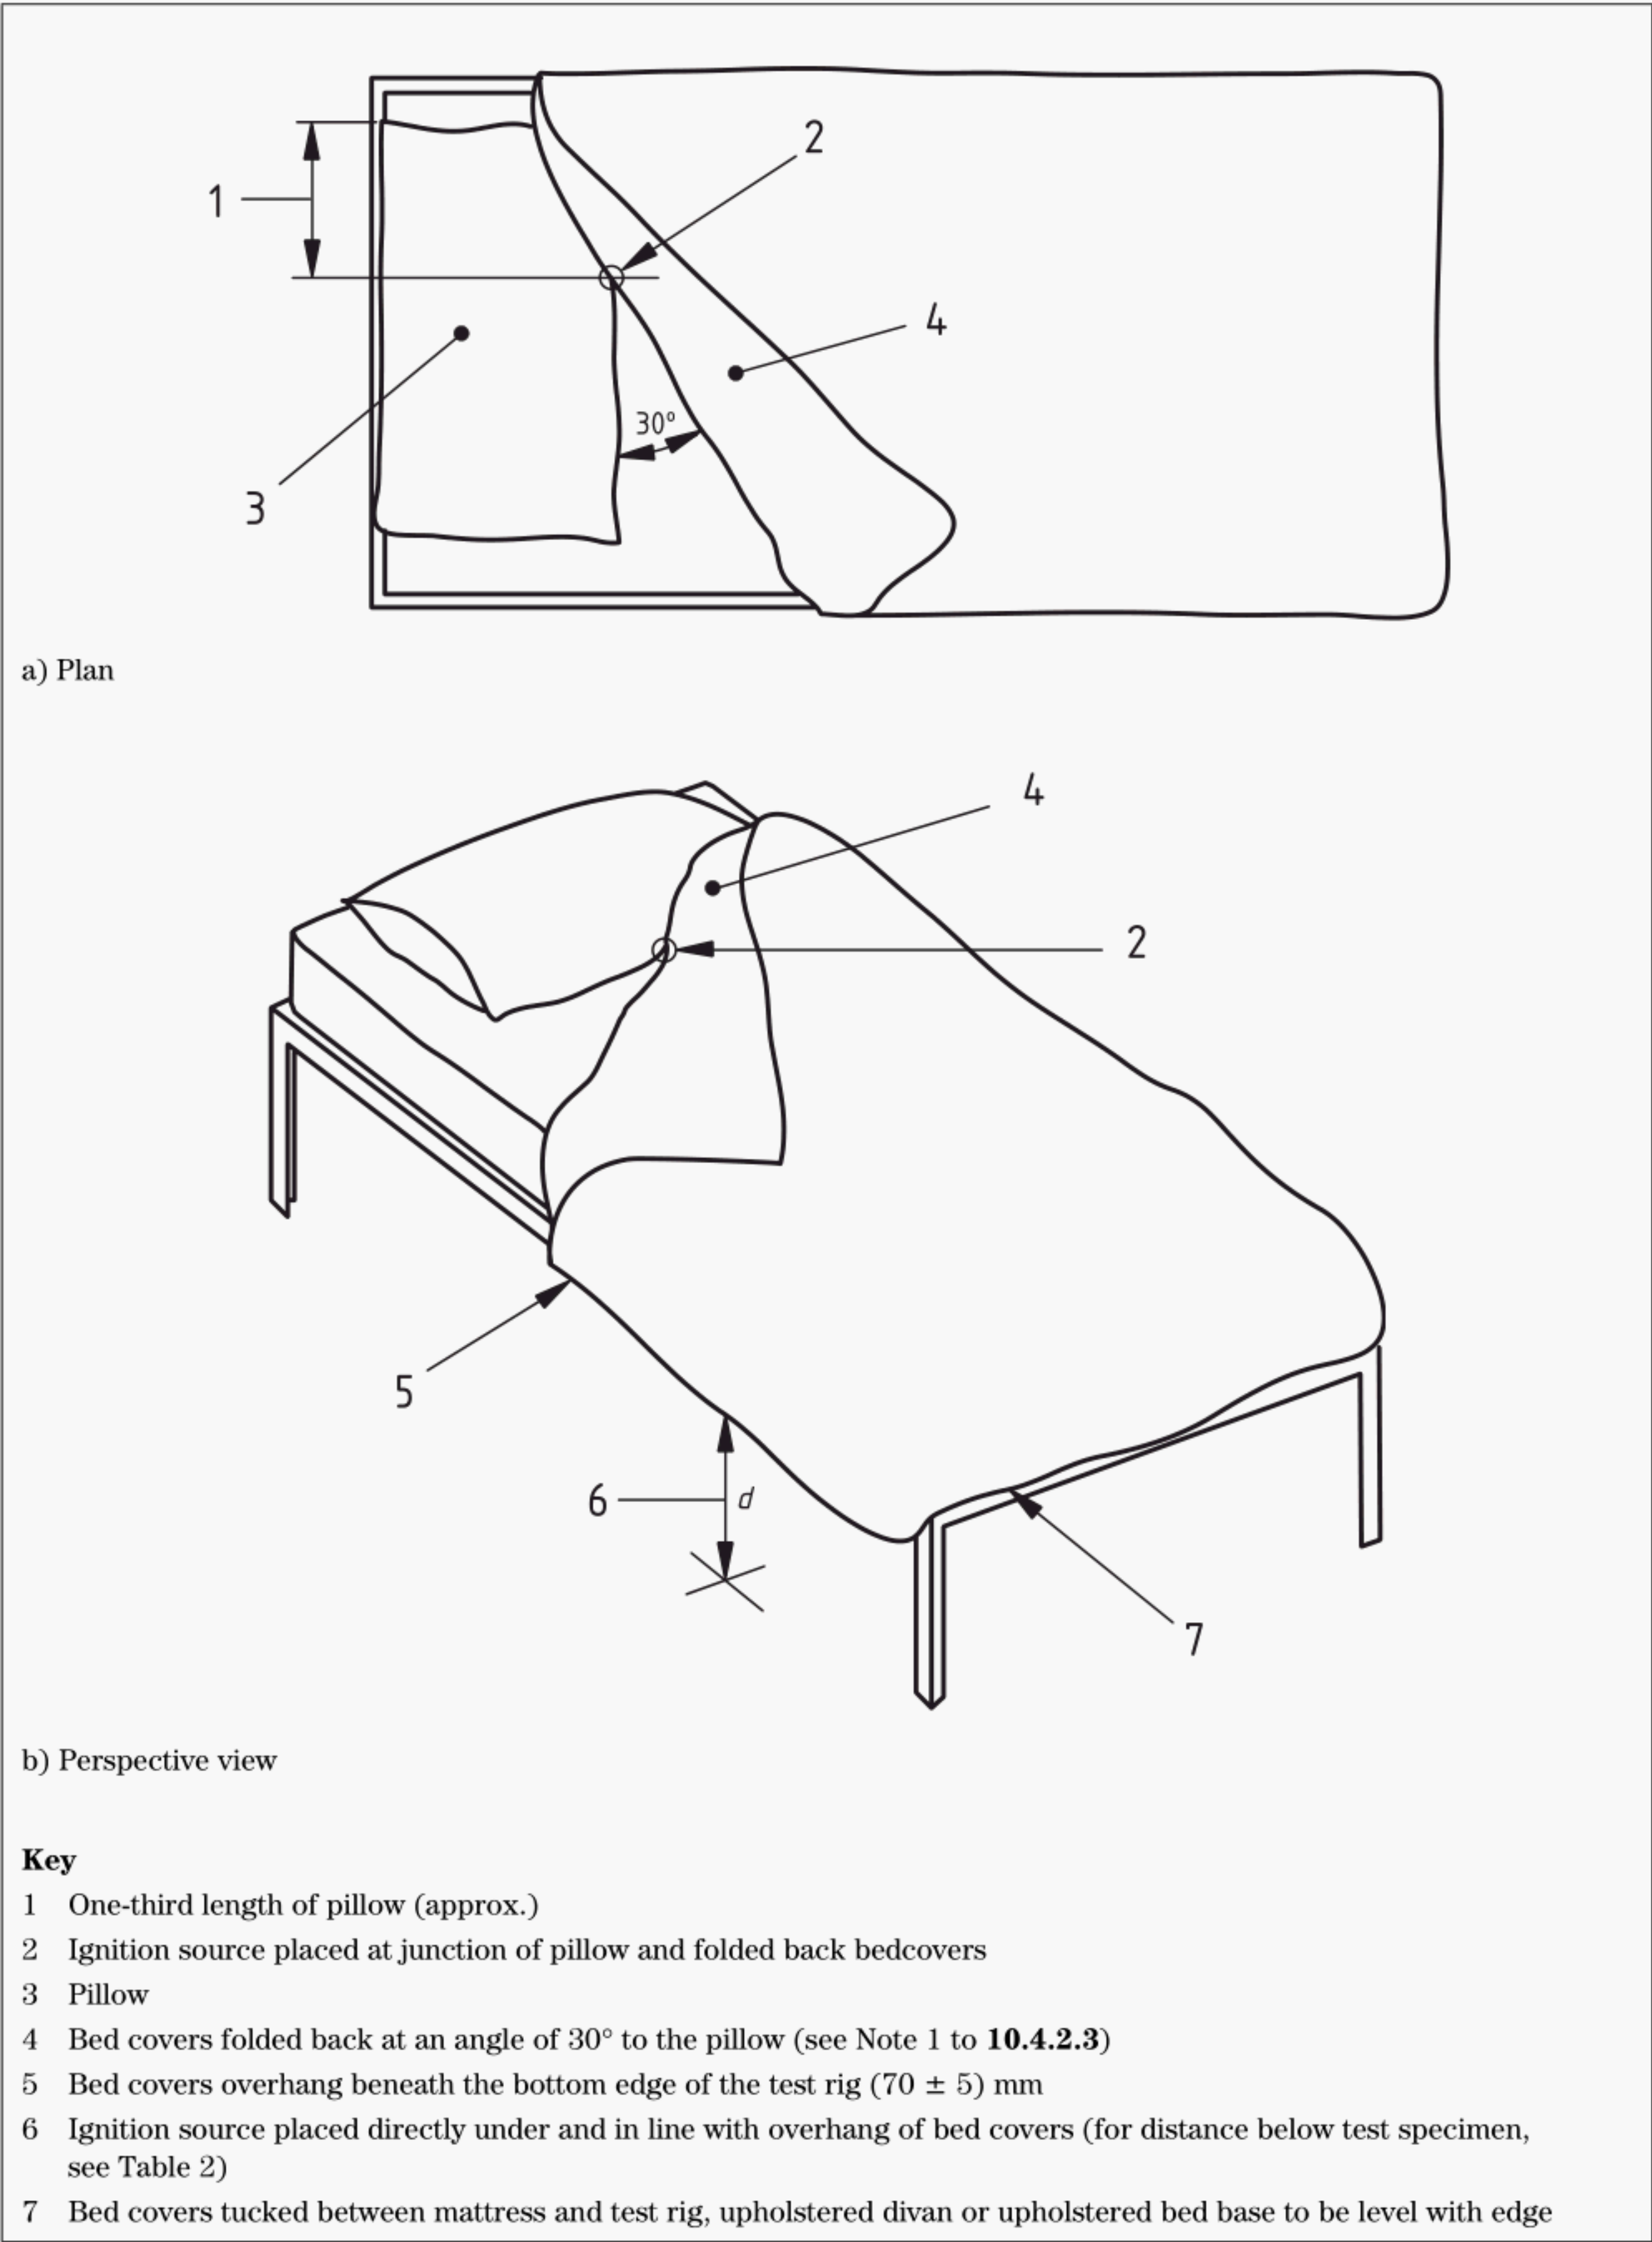 2
1
4
30°
3
a) Plan
4
2
5
6
d
7
b) Perspective view
Key
1 One-third length of pillow (approx.)
2 Ignition source placed at junction of pillow and folded back bedcovers
3 Pillow
4 Bed covers folded back at an angle of 30° to the pillow (see Note 1 to 10.4.2.3)
5 Bed covers overhang beneath the bottom edge of the test rig (70 ± 5) mm
6 Ignition source placed directly under and in line with overhang of bed covers (for distance below test specimen,
see Table 2)
7 Bed covers tucked between mattress and test rig, upholstered divan or upholstered bed base to be level with edge